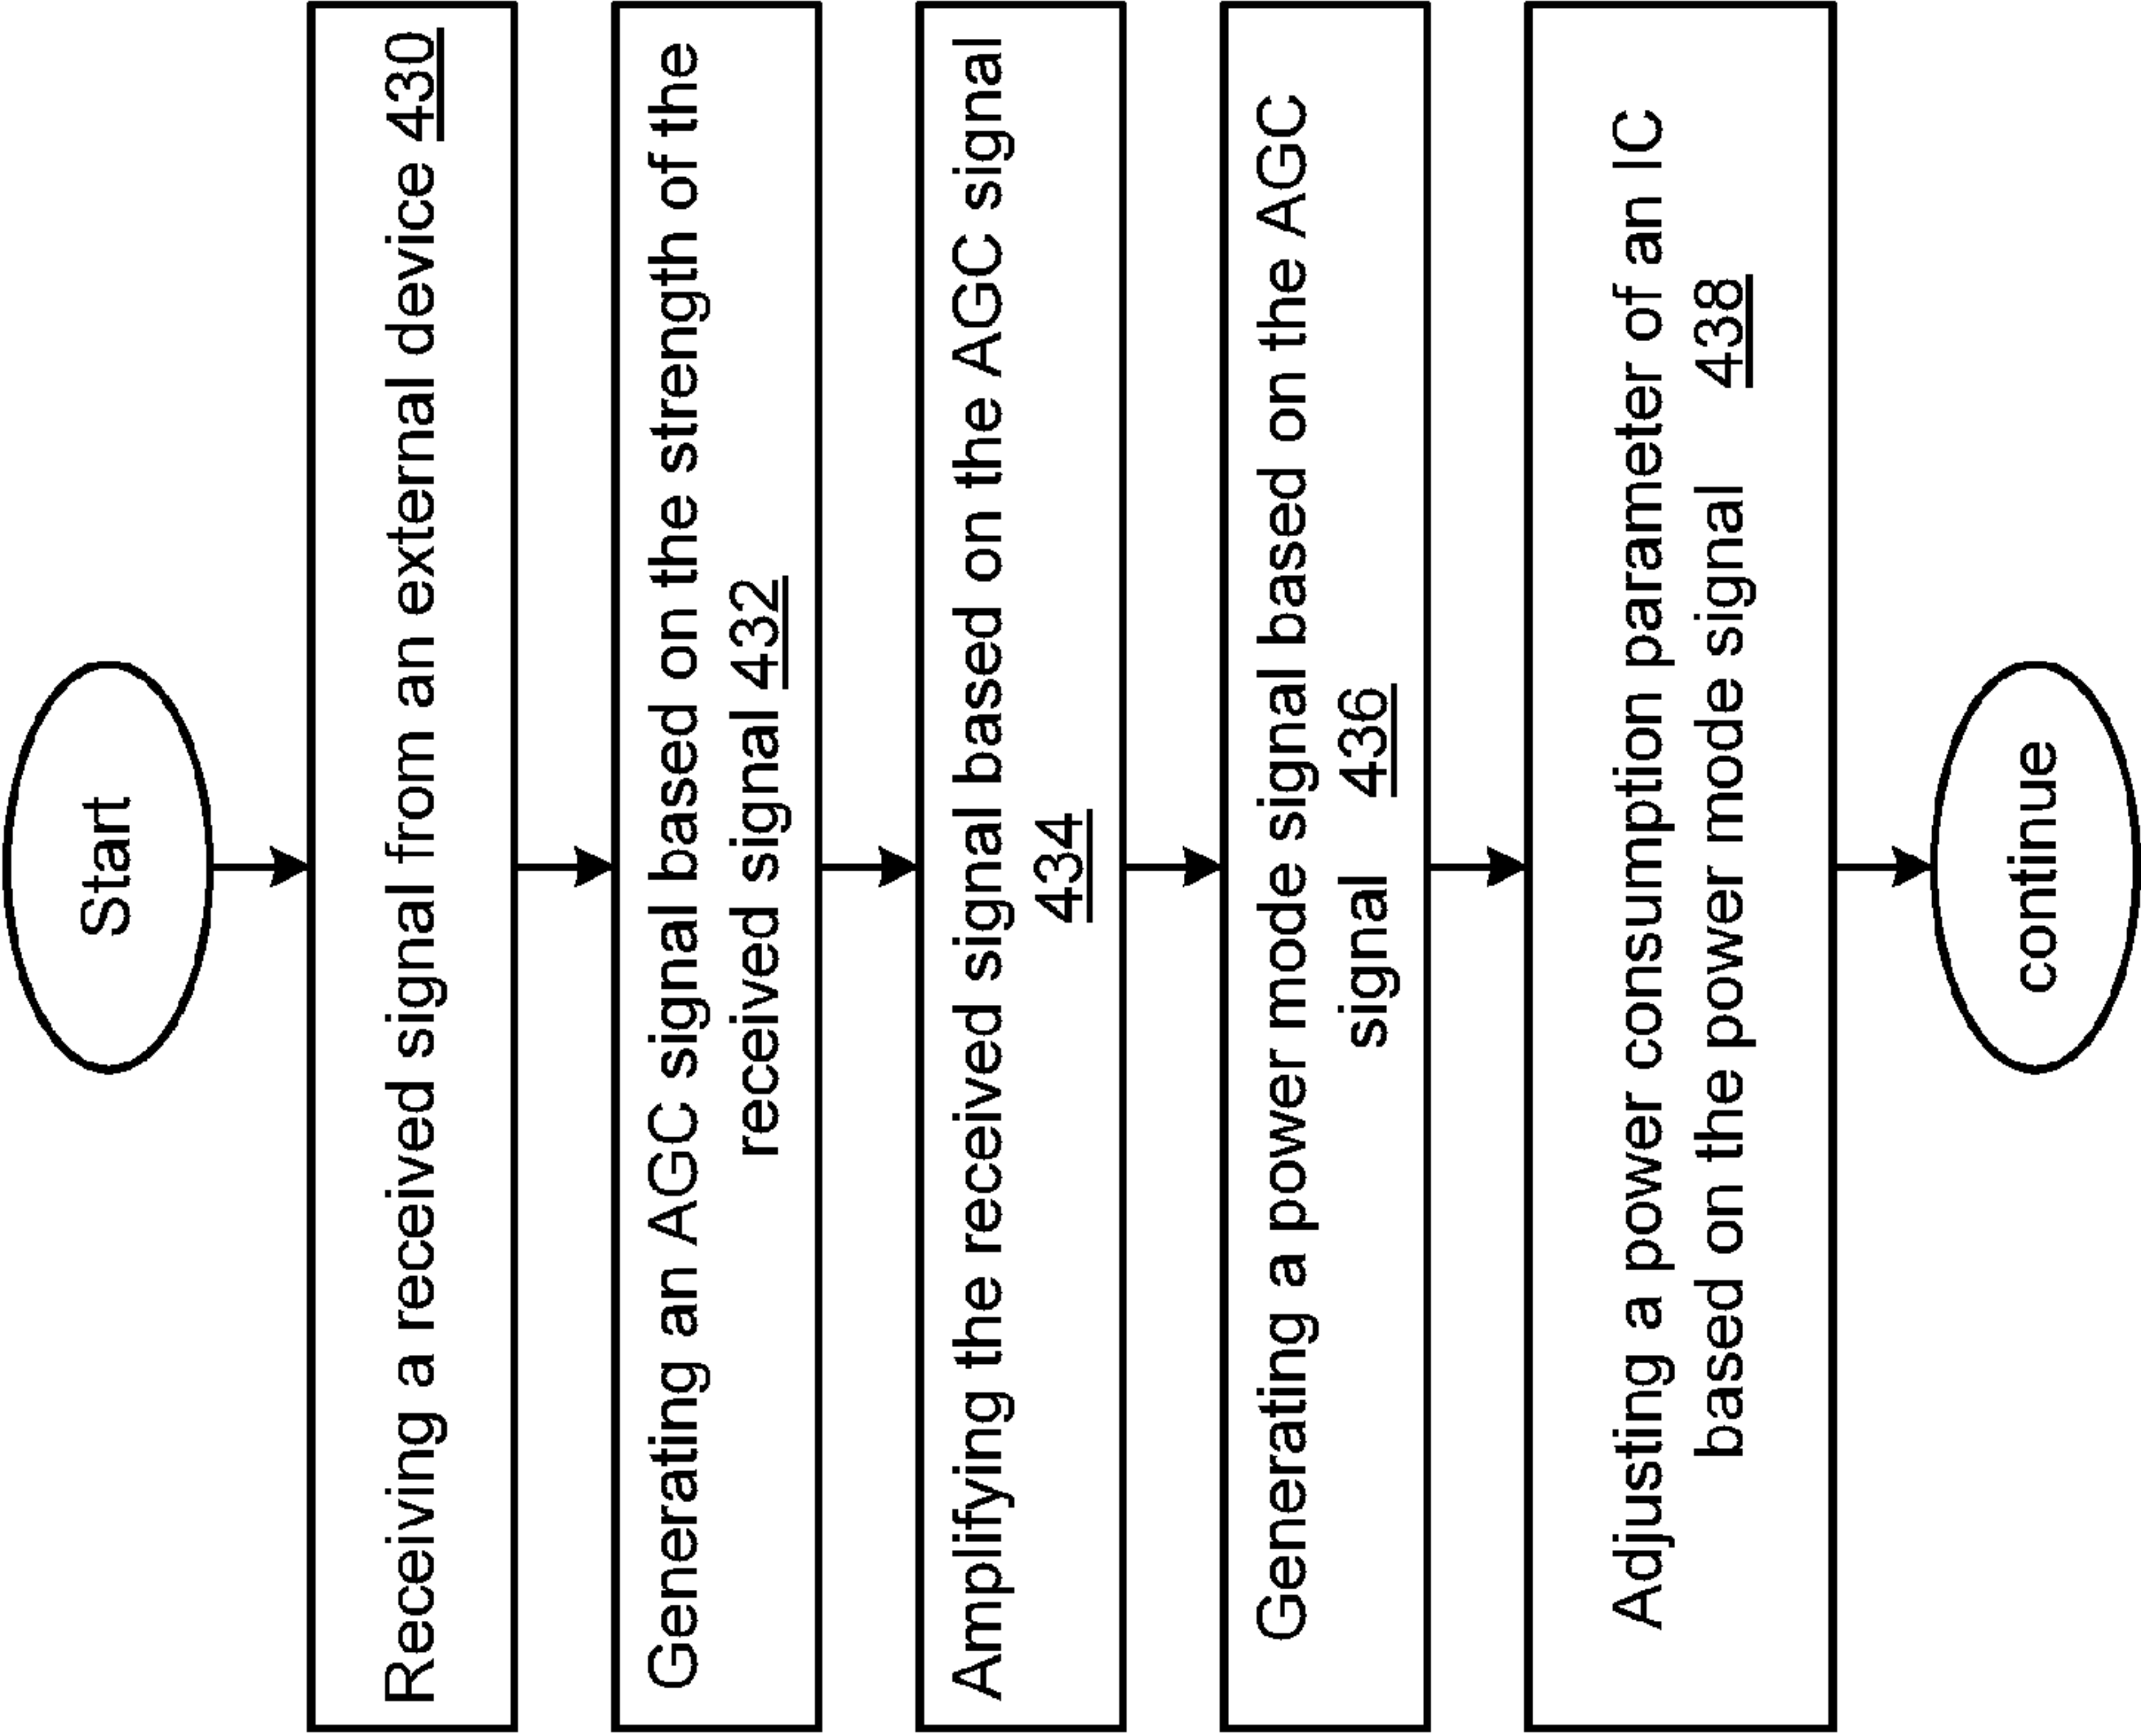 Start
Receiving a received signal from an external device 430
Generating an AGC signal based on the strength of the
received signal 432
Amplifying the received signal based on the AGC signal
434
Generating a power mode signal based on the AGC
signal 436
Adjusting a power consumption parameter of an IC
based on the power mode signal 438
continue